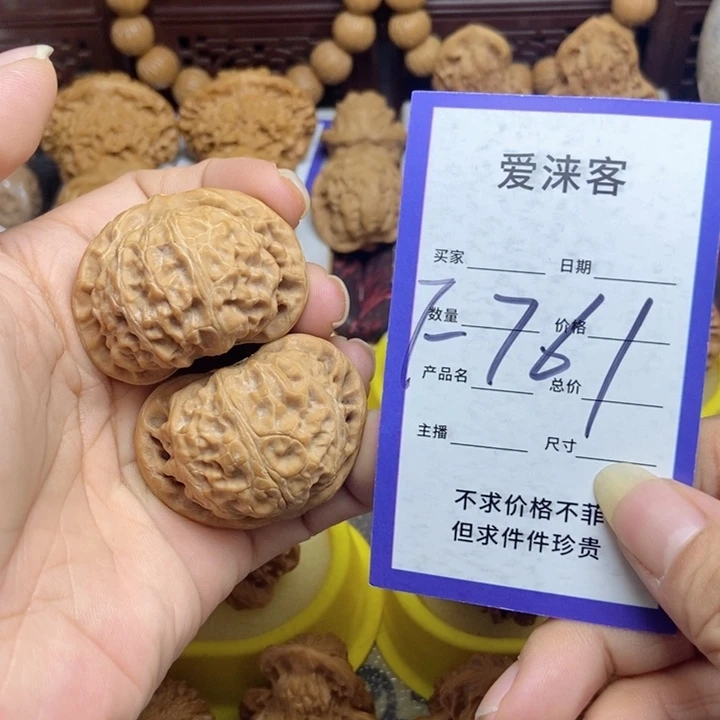 爱涞客
买家 日期
数量 价格
7-761
产品名 总价
主播 尺寸
不求价格不菲
但求件件珍贵